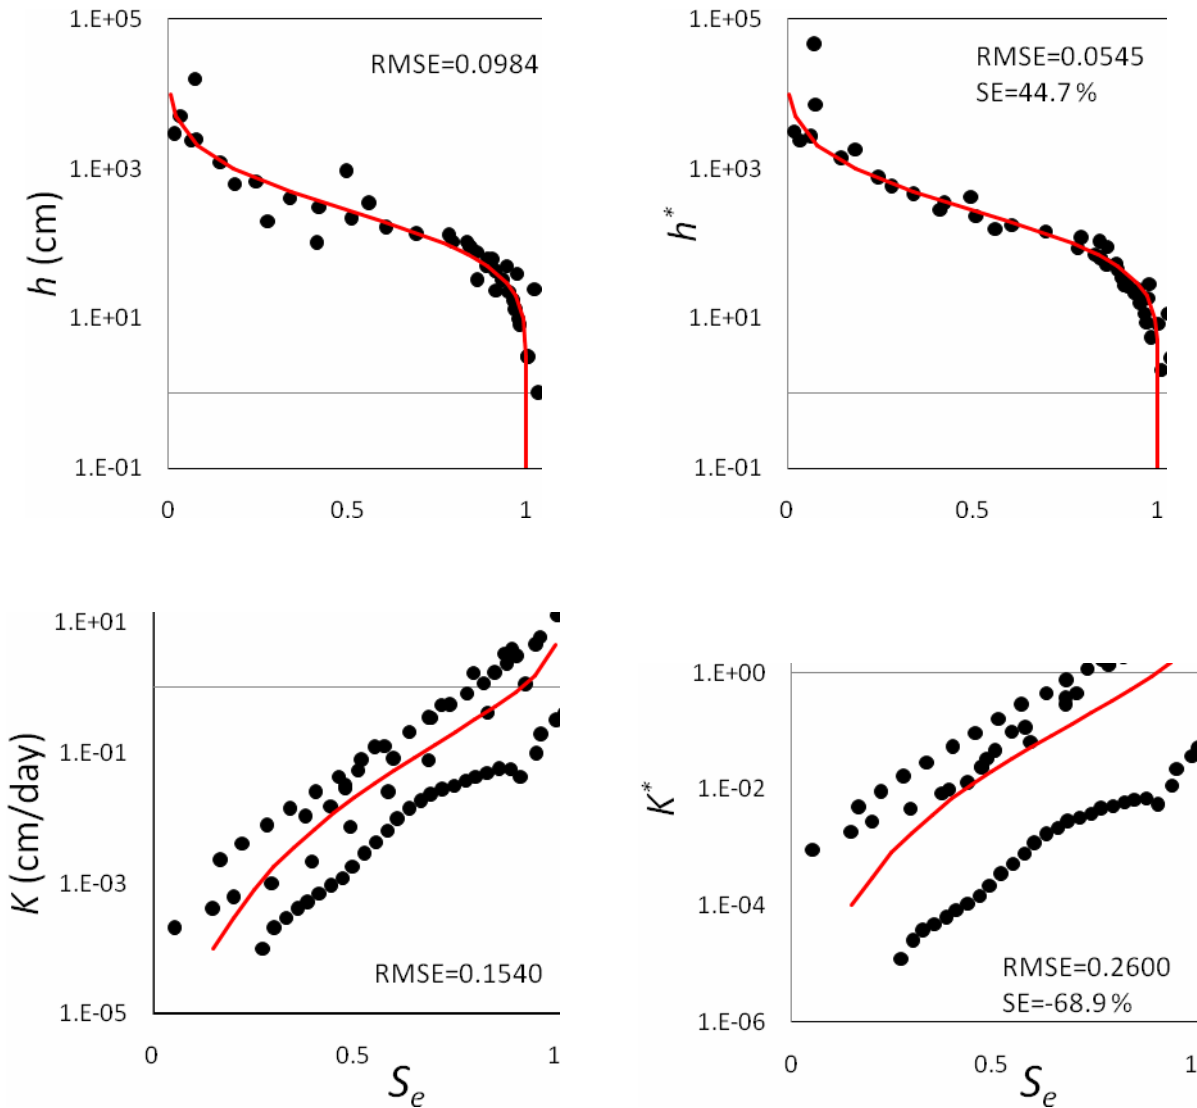 1.E+05
RMSE=0.0984
1.E+03
h (cm)
1.E+01
1.E-01
0
0.5
1
1.E+05
RMSE=0.0545
SE=44.7%
1.E+03
h*
1.E+01
1.E-01
0
0.5
1
1.E+01
1.E-01
K (cm/day)
1.E-03
RMSE=0.1540
1.E-05
0
0.5
1
Se
1.E+00
K*
1.E-02
1.E-04
RMSE=0.2600
SE=-68.9%
1.E-06
0
0.5
1
Se